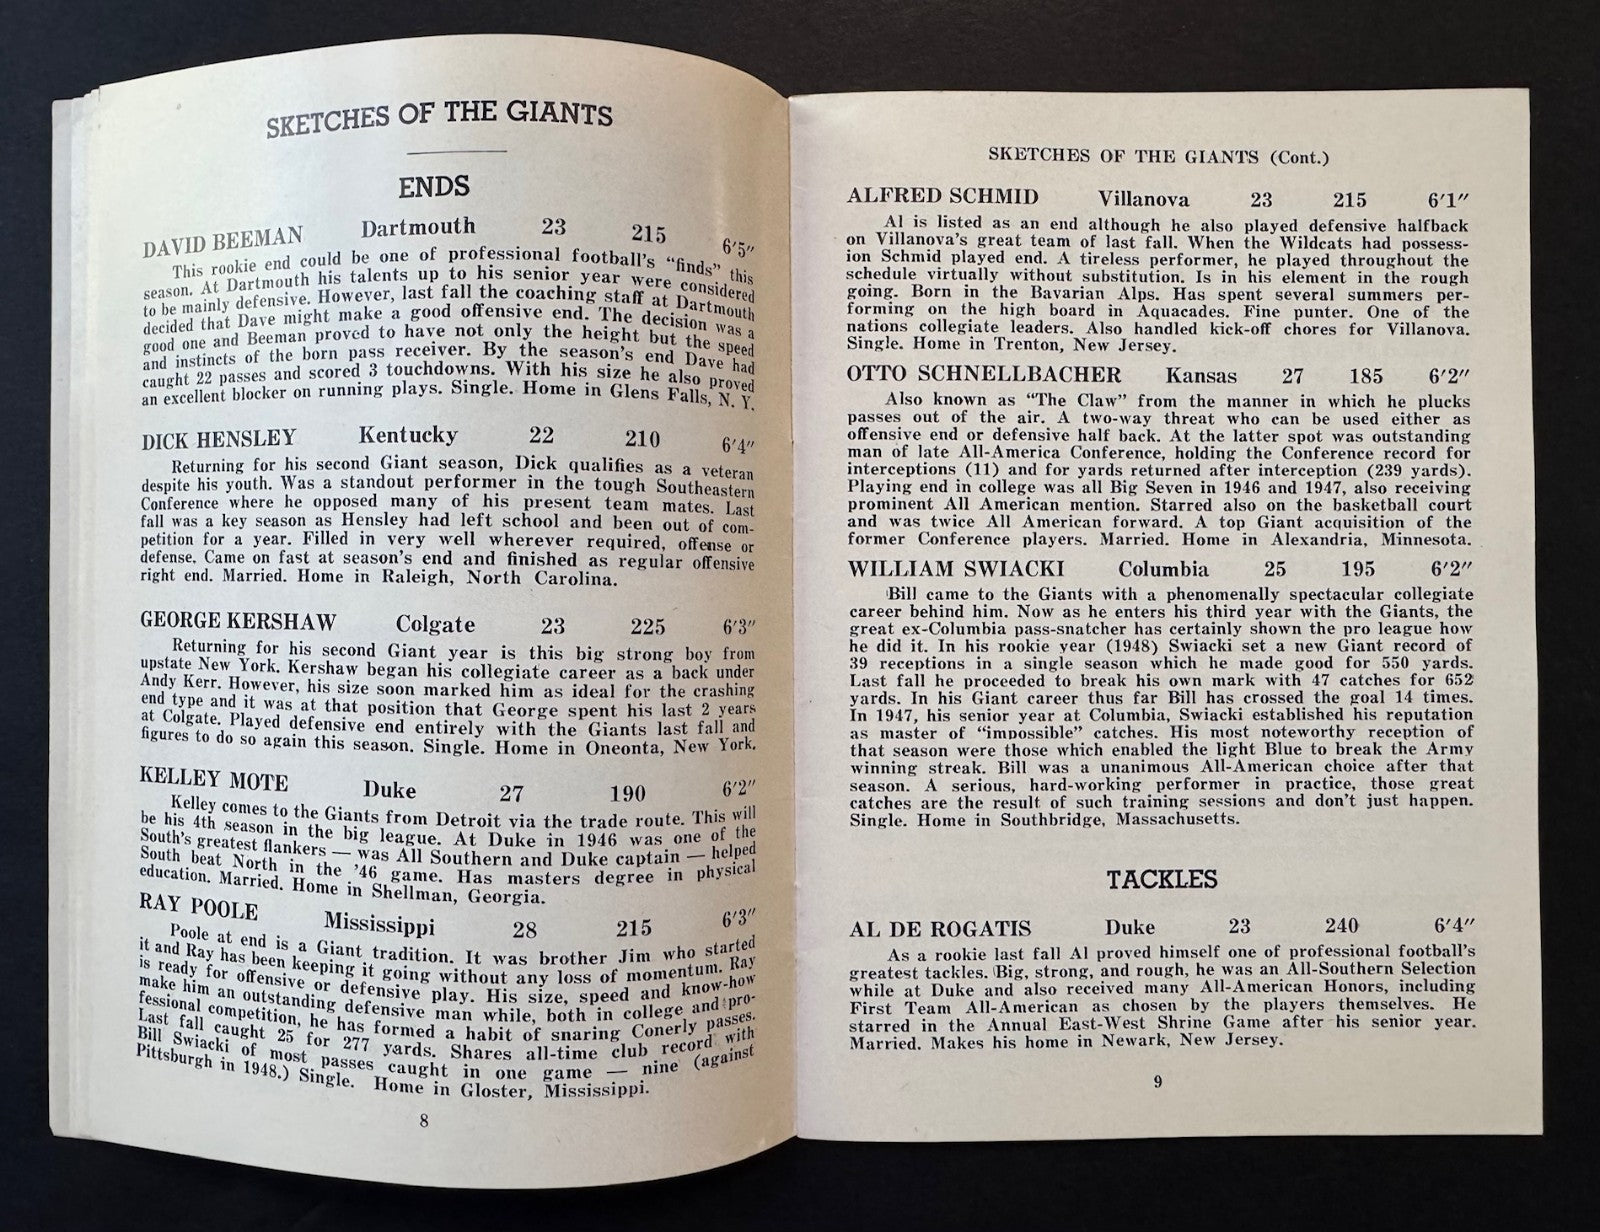 SKETCHES OF THE GIANTS
ENDS
DAVID BEEMAN Dartmouth 23 215 6'5"
This rookie end could be one of professional football's "finds" this
season. At Dartmouth his talents up to his senior year were considered
to be mainly defensive. However, last fall the coaching staff at Dartmouth
decided that Dave might make a good offensive end. The decision was a
good one and Beeman proved to have not only the height but the speed
and instincts of the born pass receiver. By the season's end Dave had
caught 22 passes and scored 3 touchdowns. With his size he also proved
an excellent blocker on running plays. Single. Home in Glens Falls, N. Y.
DICK HENSLEY Kentucky 22 210 6'4"
Returning for his second Giant season, Dick qualifies as a veteran
despite his youth. Was a standout performer in the tough Southeastern
Conference where he opposed many of his present team mates. Last
fall was a key season as Hensley had left school and been out of com-
petition for a year. Filled in very well wherever required, offense or
defense. Came on fast at season's end and finished as regular offensive
right end. Married. Home in Raleigh, North Carolina.
GEORGE KERSHAW Colgate 23 225 6'3"
Returning for his second Giant year is this big strong boy from
upstate New York. Kershaw began his collegiate career as a back under
Andy Kerr. However, his size soon marked him as ideal for the crashing
end type and it was at that position that George spent his last 2 years
at Colgate. Played defensive end entirely with the Giants last fall and
figures to do so again this season. Single. Home in Oneonta, New York.
KELLEY MOTE Duke 27 190 6'2"
Kelley comes to the Giants from Detroit via the trade route. This will
be his 4th season in the big league. At Duke in 1946 was one of the
South's greatest flankers — was All Southern and Duke captain — helped
South beat North in the '46 game. Has masters degree in physical
education. Married. Home in Shellman, Georgia.
RAY POOLE Mississippi 28 215 6'3"
Poole at end is a Giant tradition. It was brother Jim who started
it and Ray has been keeping it going without any loss of momentum. Ray
is ready for offensive or defensive play. His size, speed and know-how
make him an outstanding defensive man while, both in college and pro-
fessional competition, he has formed a habit of snaring Conerly passes.
Last fall caught 25 for 277 yards. Shares all-time club record with
Bill Swiacki of most passes caught in one game — nine (against
Pittsburgh in 1948.) Single. Home in Gloster, Mississippi.
8
SKETCHES OF THE GIANTS (Cont.)
ALFRED SCHMID Villanova 23 215 6'1"
Al is listed as an end although he also played defensive halfback
on Villanova's great team of last fall. When the Wildcats had possess-
ion Schmid played end. A tireless performer, he played throughout the
schedule virtually without substitution. Is in his element in the rough
going. Born in the Bavarian Alps. Has spent several summers per-
forming on the high board in Aquacades. Fine punter. One of the
nations collegiate leaders. Also handled kick-off chores for Villanova.
Single. Home in Trenton, New Jersey.
OTTO SCHNELLBACHER Kansas 27 185 6'2"
Also known as "The Claw" from the manner in which he plucks
passes out of the air. A two-way threat who can be used either as
offensive end or defensive half back. At the latter spot was outstanding
man of late All-America Conference, holding the Conference record for
interceptions (11) and for yards returned after interception (239 yards).
Playing end in college was all Big Seven in 1946 and 1947, also receiving
prominent All American mention. Starred also on the basketball court
and was twice All American forward. A top Giant acquisition of the
former Conference players. Married. Home in Alexandria, Minnesota.
WILLIAM SWIACKI Columbia 25 195 6'2"
Bill came to the Giants with a phenomenally spectacular collegiate
career behind him. Now as he enters his third year with the Giants, the
great ex-Columbia pass-snatcher has certainly shown the pro league how
he did it. In his rookie year (1948) Swiacki set a new Giant record of
39 receptions in a single season which he made good for 550 yards.
Last fall he proceeded to break his own mark with 47 catches for 652
yards. In his Giant career thus far Bill has crossed the goal 14 times.
In 1947, his senior year at Columbia, Swiacki established his reputation
as master of "impossible" catches. His most noteworthy reception of
that season were those which enabled the light Blue to break the Army
winning streak. Bill was a unanimous All-American choice after that
season. A serious, hard-working performer in practice, those great
catches are the result of such training sessions and don't just happen.
Single. Home in Southbridge, Massachusetts.
TACKLES
AL DE ROGATIS Duke 23 240 6'4"
As a rookie last fall Al proved himself one of professional football's
greatest tackles. Big, strong, and rough, he was an All-Southern Selection
while at Duke and also received many All-American Honors, including
First Team All-American as chosen by the players themselves. He
starred in the Annual East-West Shrine Game after his senior year.
Married. Makes his home in Newark, New Jersey.
9